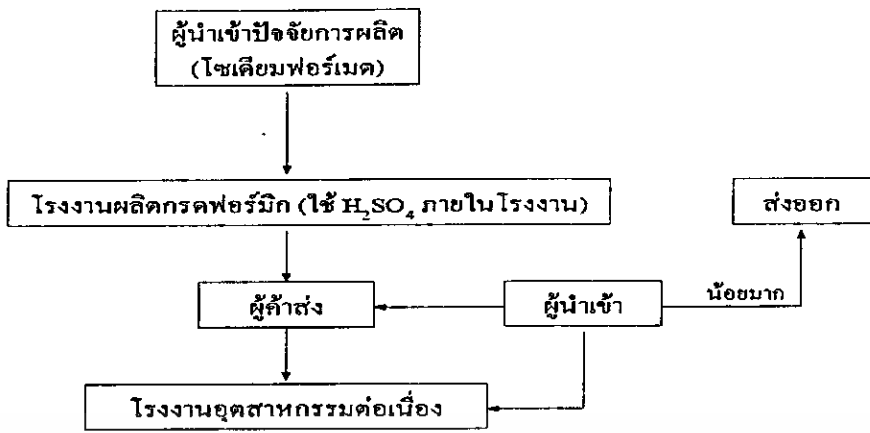 ผู้นำเข้าปัจจัยการผลิต
(โซเดียมฟอร์เมต)
โรงงานผลิตกรดฟอร์มิก (ใช้ H₂SO₄ ภายในโรงงาน)
ส่งออก
น้อยมาก
ผู้ค้าส่ง
ผู้นำเข้า
โรงงานอุตสาหกรรมต่อเนื่อง